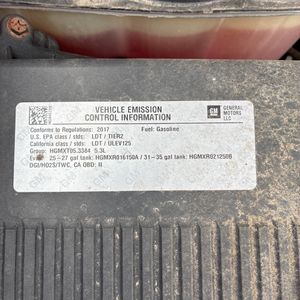 VEHICLE EMISSION
CONTROL INFORMATION
GM
GENERAL
MOTORS
LLC
Conforms to Regulations: 2017 Fuel: Gasoline
U.S. EPA class / stds: LDT / TIER2
California class / stds: LDT / ULEV125
Group: HGMXT05.3384 5.3L
Evap: 25-27 gal tank: HGMXR016150A / 31-35 gal tank: HGMXR0212508
DGI/HO2S/TWC, CA OBD: II